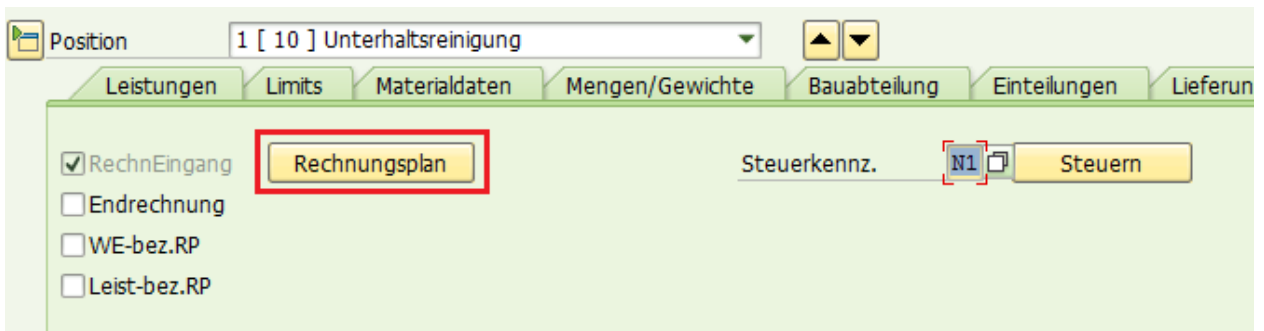 Position 1 [ 10 ] Unterhaltsreinigung
Leistungen Limits Materialdaten Mengen/Gewichte Bauabteilung Einteilungen Lieferun
RechnEingang Rechnungsplan Steuerkennz. N1 Steuern
Endrechnung
WE-bez.RP
Leist-bez.RP